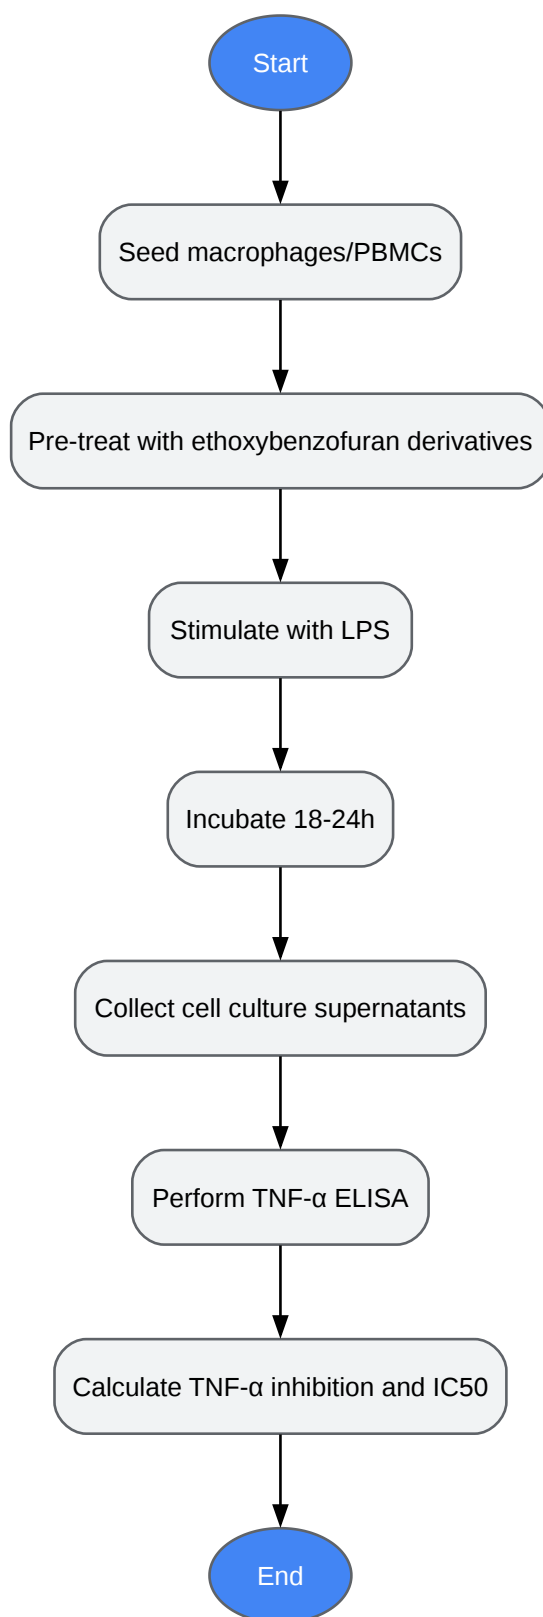 Start
Seed macrophages/PBMCs
Pre-treat with ethoxybenzofuran derivatives
Stimulate with LPS
Incubate 18-24h
Collect cell culture supernatants
Perform TNF-α ELISA
Calculate TNF-α inhibition and IC50
End